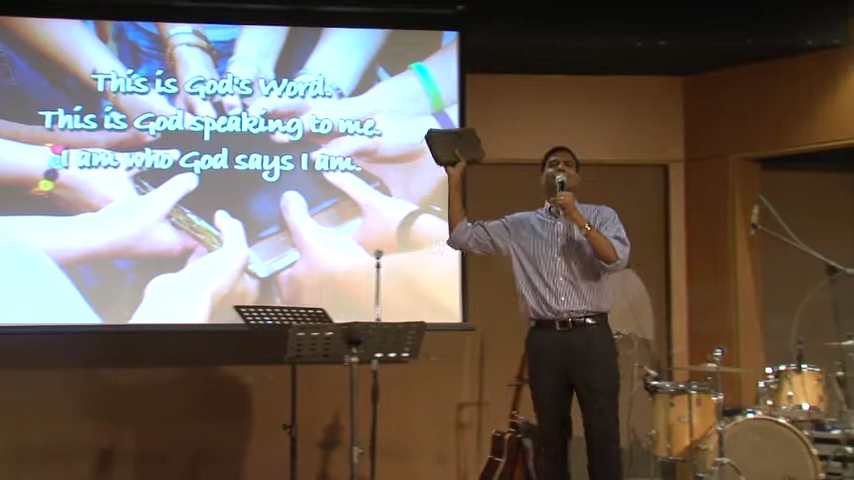 This is God's Word.
This is God speaking to me.
I am who God says I am.